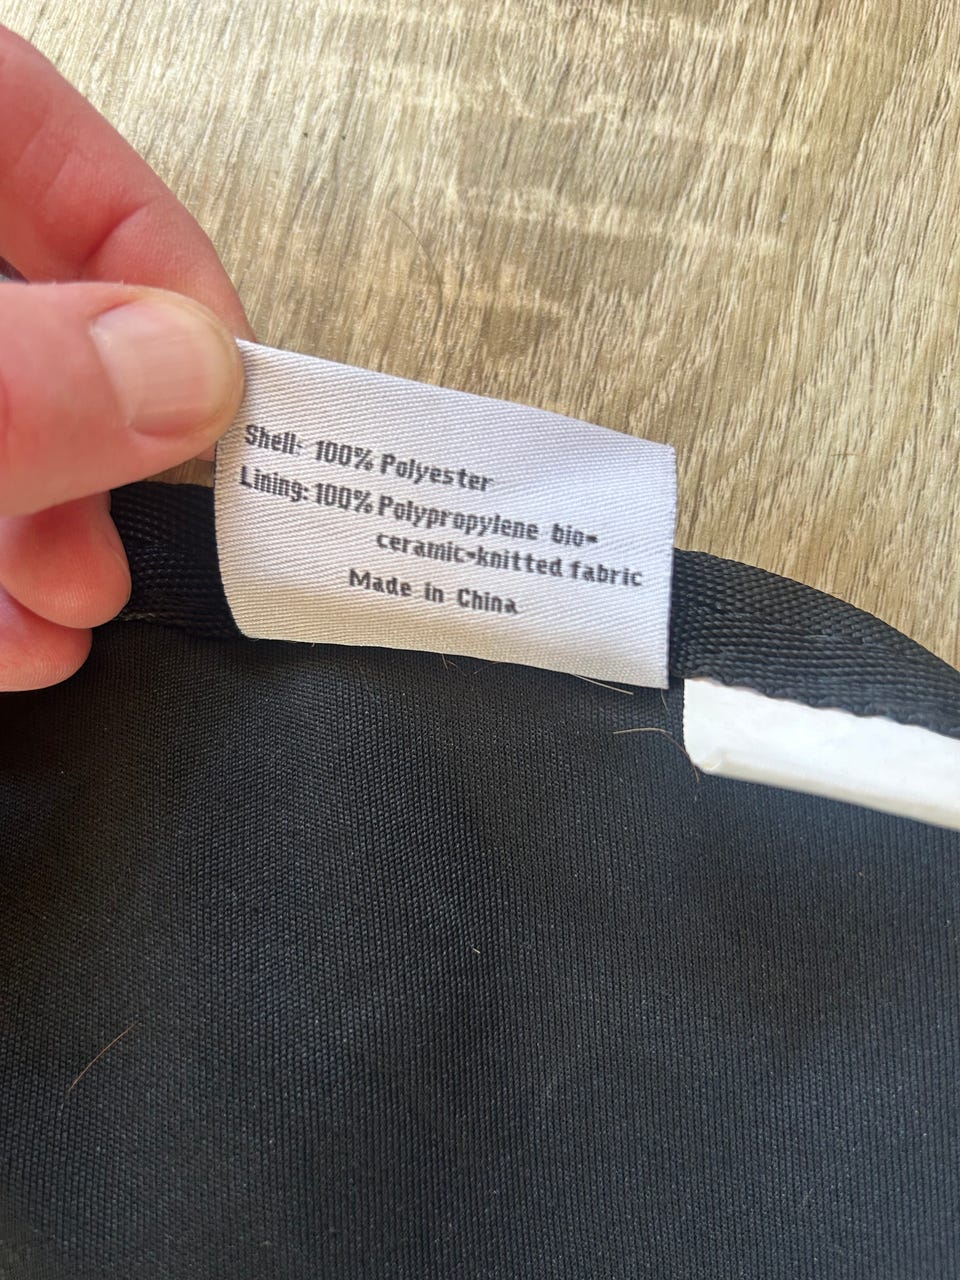 Shell: 100% Polyester
Lining: 100% Polypropylene bio-
ceramic-knitted fabric
Made in China